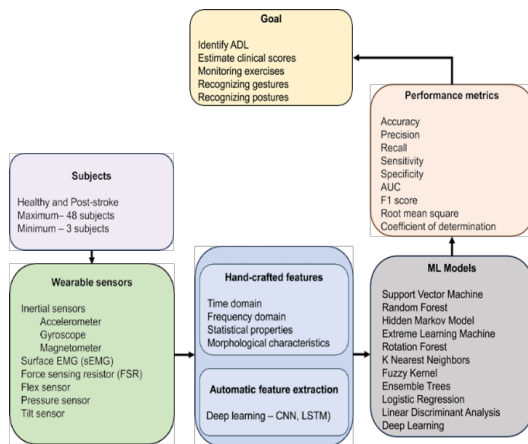 Goal
Identify ADL
Estimate clinical scores
Monitoring exercises
Recognizing gestures
Recognizing postures
Performance metrics
Accuracy
Precision
Recall
Sensitivity
Specificity
AUC
F1 score
Root mean square
Coefficient of determination
Subjects
Healthy and Post-stroke
Maximum– 48 subjects
Minimum – 3 subjects
Wearable sensors
Inertial sensors
Accelerometer
Gyroscope
Magnetometer
Surface EMG (sEMG)
Force sensing resistor (FSR)
Flex sensor
Pressure sensor
Tilt sensor
Hand-crafted features
Time domain
Frequency domain
Statistical properties
Morphological characteristics
Automatic feature extraction
Deep learning – CNN, LSTM)
ML Models
Support Vector Machine
Random Forest
Hidden Markov Model
Extreme Learning Machine
Rotation Forest
K Nearest Neighbors
Fuzzy Kernel
Ensemble Trees
Logistic Regression
Linear Discriminant Analysis
Deep Learning